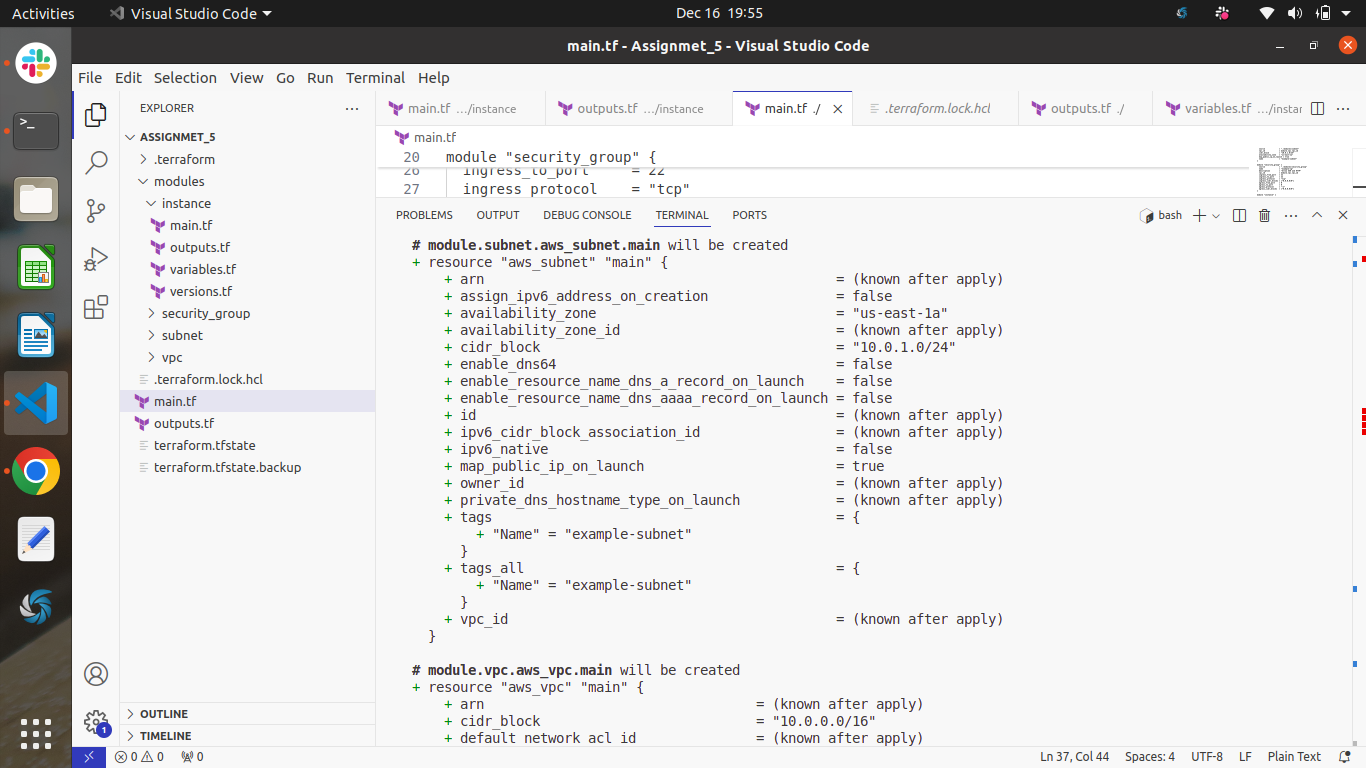 Activities
Visual Studio Code
Dec 16 19:55
main.tf - Assignmet_5 - Visual Studio Code
File Edit Selection View Go Run Terminal Help
EXPLORER
ASSIGNMET_5
.terraform
modules
instance
main.tf
outputs.tf
variables.tf
versions.tf
security_group
subnet
vpc
.terraform.lock.hcl
main.tf
outputs.tf
terraform.tfstate
terraform.tfstate.backup
OUTLINE
TIMELINE
main.tf .../instance
outputs.tf .../instance
main.tf ./
.terraform.lock.hcl
outputs.tf ./
variables.tf .../instar
main.tf
20 module "security_group" {
26 ingress_to_port = 22
27 ingress_protocol = "tcp"
PROBLEMS OUTPUT DEBUG CONSOLE TERMINAL PORTS
bash
# module.subnet.aws_subnet.main will be created
+ resource "aws_subnet" "main" {
+ arn = (known after apply)
+ assign_ipv6_address_on_creation = false
+ availability_zone = "us-east-1a"
+ availability_zone_id = (known after apply)
+ cidr_block = "10.0.1.0/24"
+ enable_dns64 = false
+ enable_resource_name_dns_a_record_on_launch = false
+ enable_resource_name_dns_aaaa_record_on_launch = false
+ id = (known after apply)
+ ipv6_cidr_block_association_id = (known after apply)
+ ipv6_native = false
+ map_public_ip_on_launch = true
+ owner_id = (known after apply)
+ private_dns_hostname_type_on_launch = (known after apply)
+ tags = {
+ "Name" = "example-subnet"
}
+ tags_all = {
+ "Name" = "example-subnet"
}
+ vpc_id = (known after apply)
}
# module.vpc.aws_vpc.main will be created
+ resource "aws_vpc" "main" {
+ arn = (known after apply)
+ cidr_block = "10.0.0.0/16"
+ default_network_acl_id = (known after apply)
1
0 0 0
Ln 37, Col 44 Spaces: 4 UTF-8 LF Plain Text